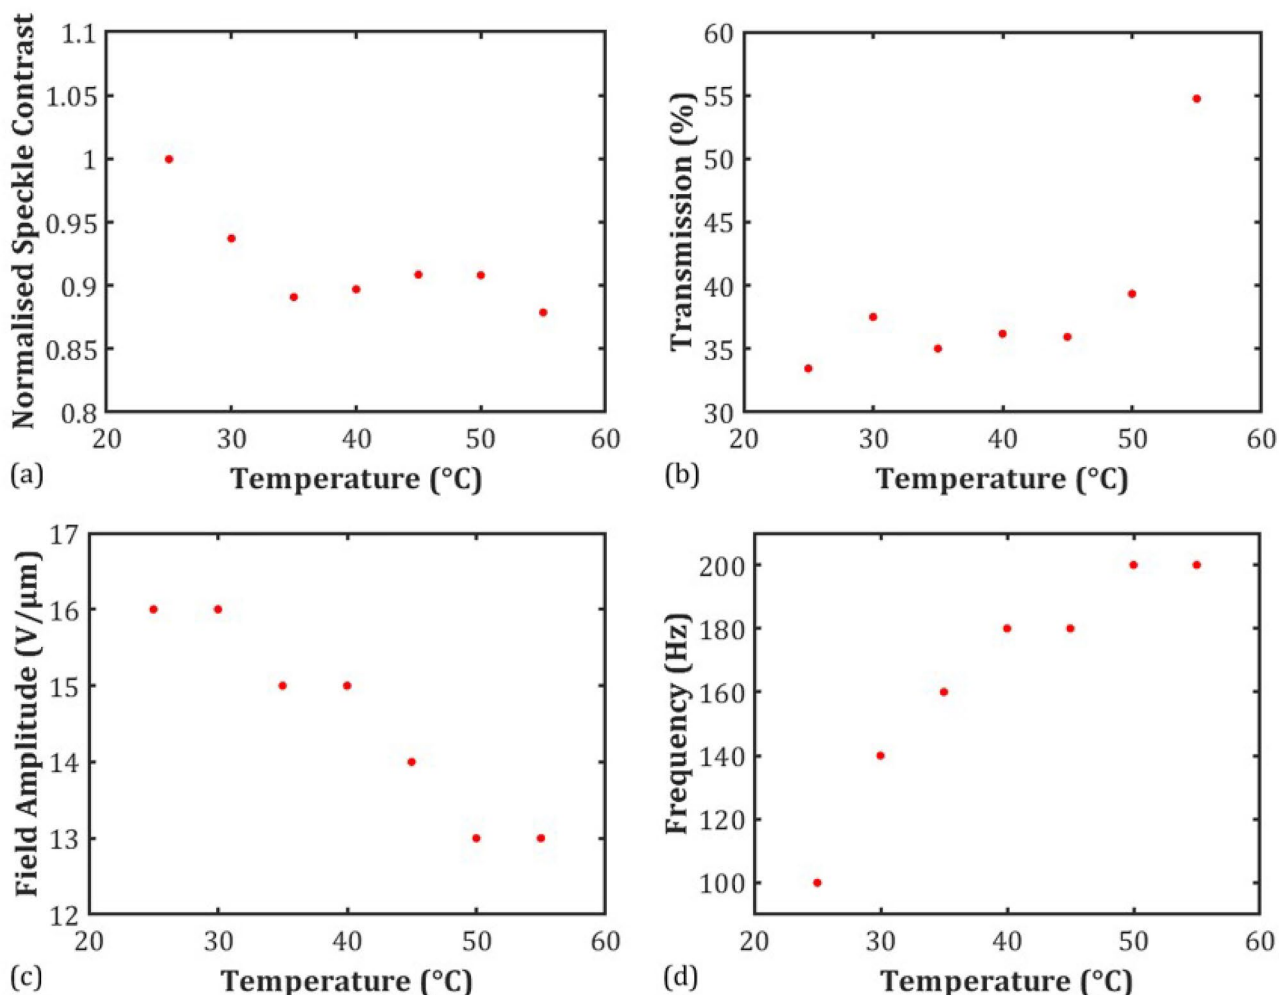 Normalised Speckle Contrast
1.1
1.05
1
0.95
0.9
0.85
0.8
20 30 40 50 60
(a) Temperature (°C)
Transmission (%)
60
55
50
45
40
35
30
20 30 40 50 60
(b) Temperature (°C)
Field Amplitude (V/μm)
17
16
15
14
13
12
20 30 40 50 60
(c) Temperature (°C)
Frequency (Hz)
200
180
160
140
120
100
20 30 40 50 60
(d) Temperature (°C)